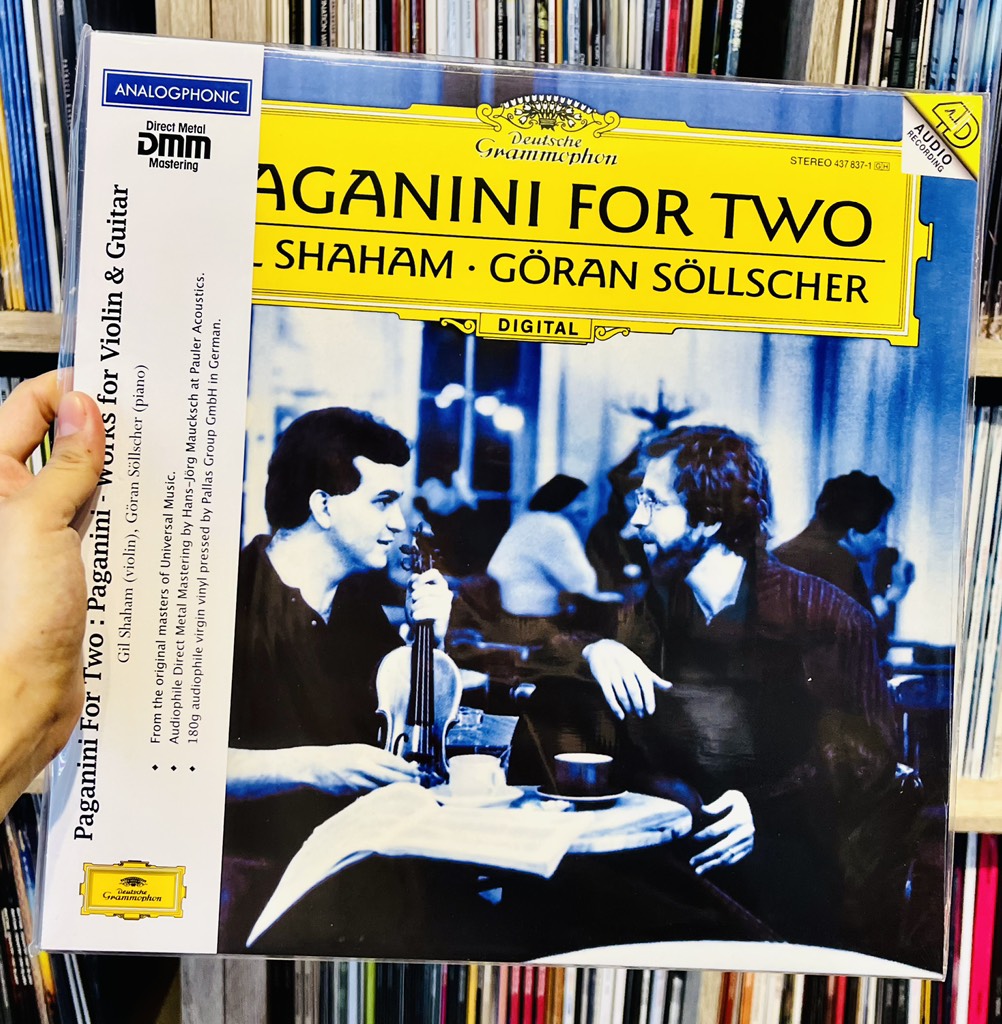 ANALOGPHONIC
Direct Metal
DMM
Mastering
Paganini For Two : Paganini - Works for Violin & Guitar
Gil Shaham (violin), Göran Söllscher (piano)
◆ From the original masters of Universal Music.
◆ Audiophile Direct Metal Mastering by Hans-Jörg Maucksch at Pauler Acoustics.
◆ 180g audiophile virgin vinyl pressed by Pallas Group GmbH in German.
Deutsche
Grammophon
Deutsche
Grammophon
STEREO 437 837-1 GH
4D
AUDIO
RECORDING
AGANINI FOR TWO
L SHAHAM · GÖRAN SÖLLSCHER
DIGITAL